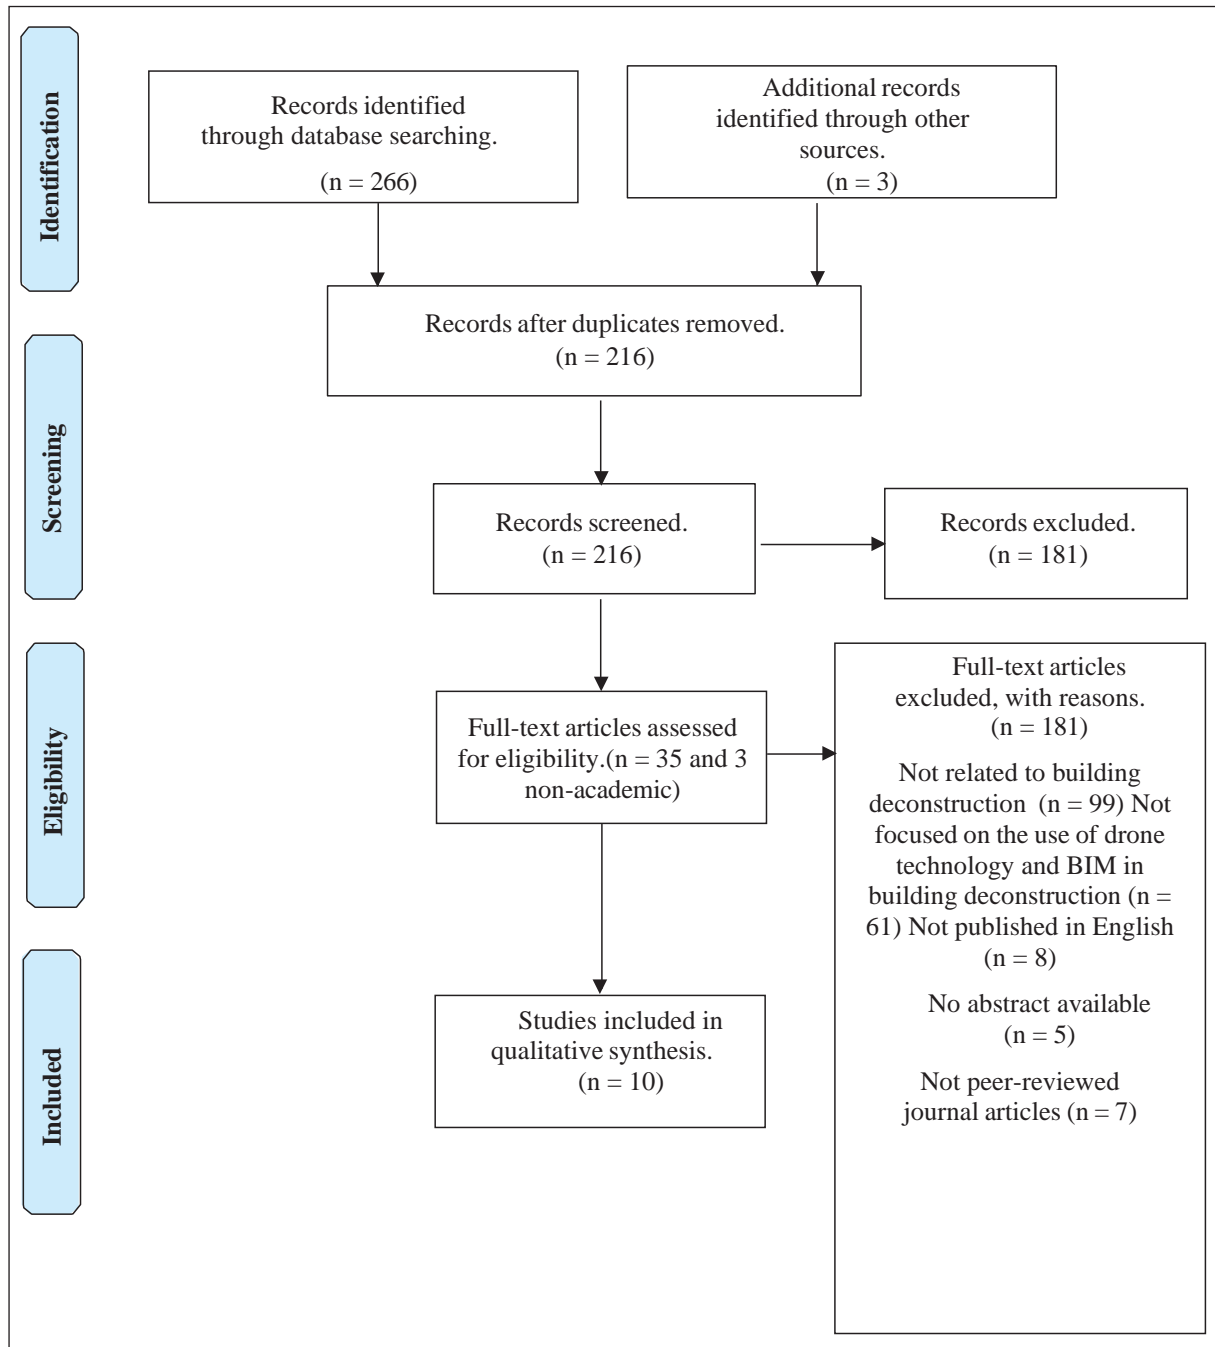 Identification
Records identified
through database searching.
(n = 266)
Additional records
identified through other
sources.
(n = 3)
Records after duplicates removed.
(n = 216)
Screening
Records screened.
(n = 216)
Records excluded.
(n = 181)
Eligibility
Full-text articles assessed
for eligibility.(n = 35 and 3
non-academic)
Full-text articles
excluded, with reasons.
(n = 181)
Not related to building
deconstruction (n = 99) Not
focused on the use of drone
technology and BIM in
building deconstruction (n =
61) Not published in English
(n = 8)
No abstract available
(n = 5)
Not peer-reviewed
journal articles (n = 7)
Included
Studies included in
qualitative synthesis.
(n = 10)